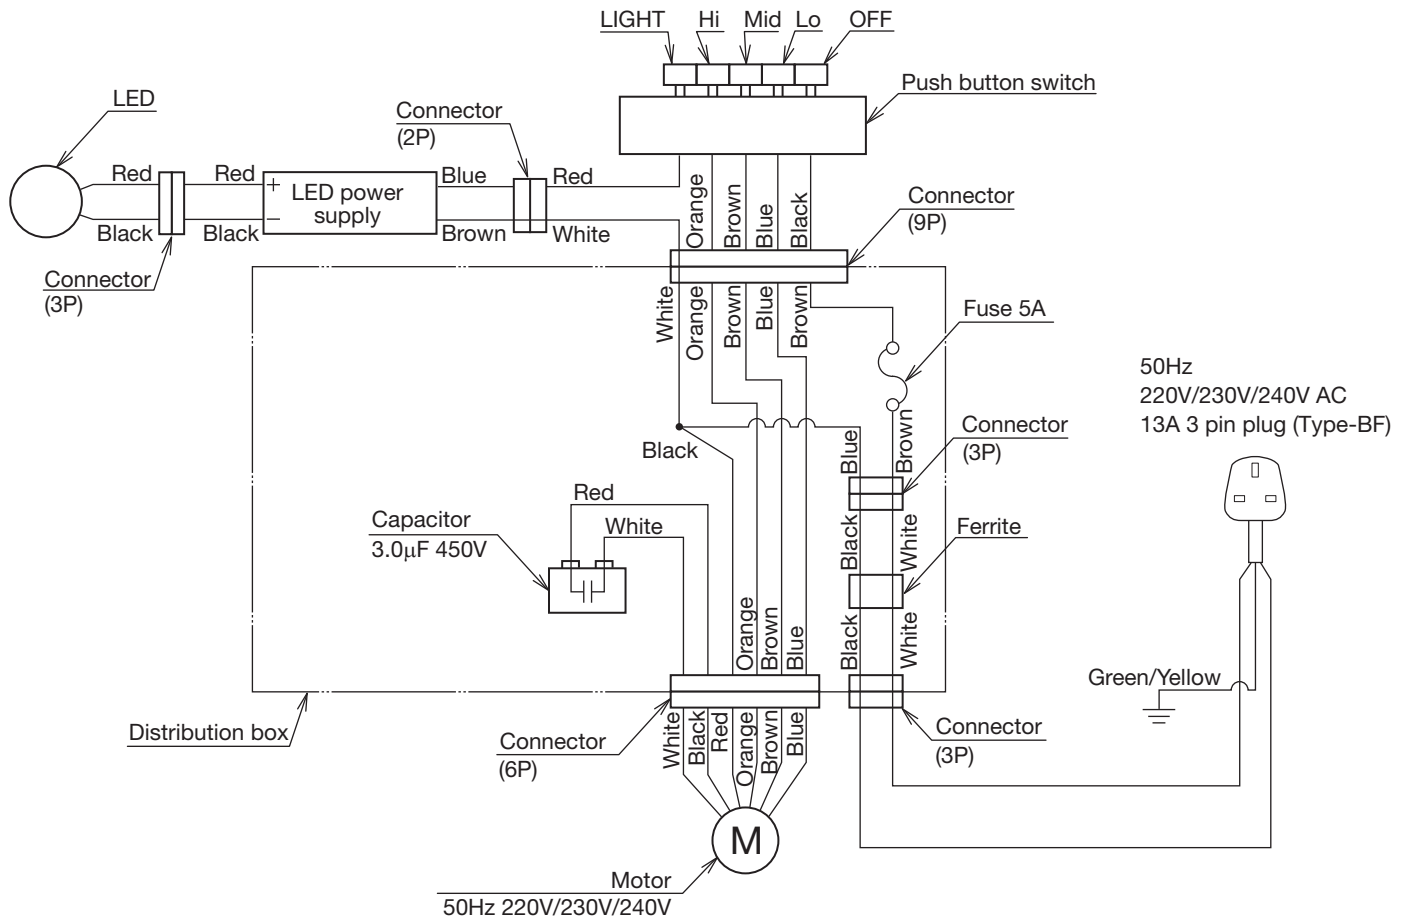 LIGHT Hi Mid Lo OFF
Push button switch
LED
Connector
(2P)
Red
Red
+
−
LED power
supply
Blue
Red
Black
Black
Brown
White
Orange
Brown
Blue
Black
Connector
(9P)
Connector
(3P)
White
Orange
Brown
Blue
Brown
Fuse 5A
50Hz
220V/230V/240V AC
13A 3 pin plug (Type-BF)
Black
Blue
Brown
Connector
(3P)
Red
White
Capacitor
3.0μF 450V
Black
White
Ferrite
Orange
Brown
Blue
Black
White
Green/Yellow
Distribution box
Connector
(6P)
White
Black
Red
Orange
Brown
Blue
Connector
(3P)
M
Motor
50Hz 220V/230V/240V